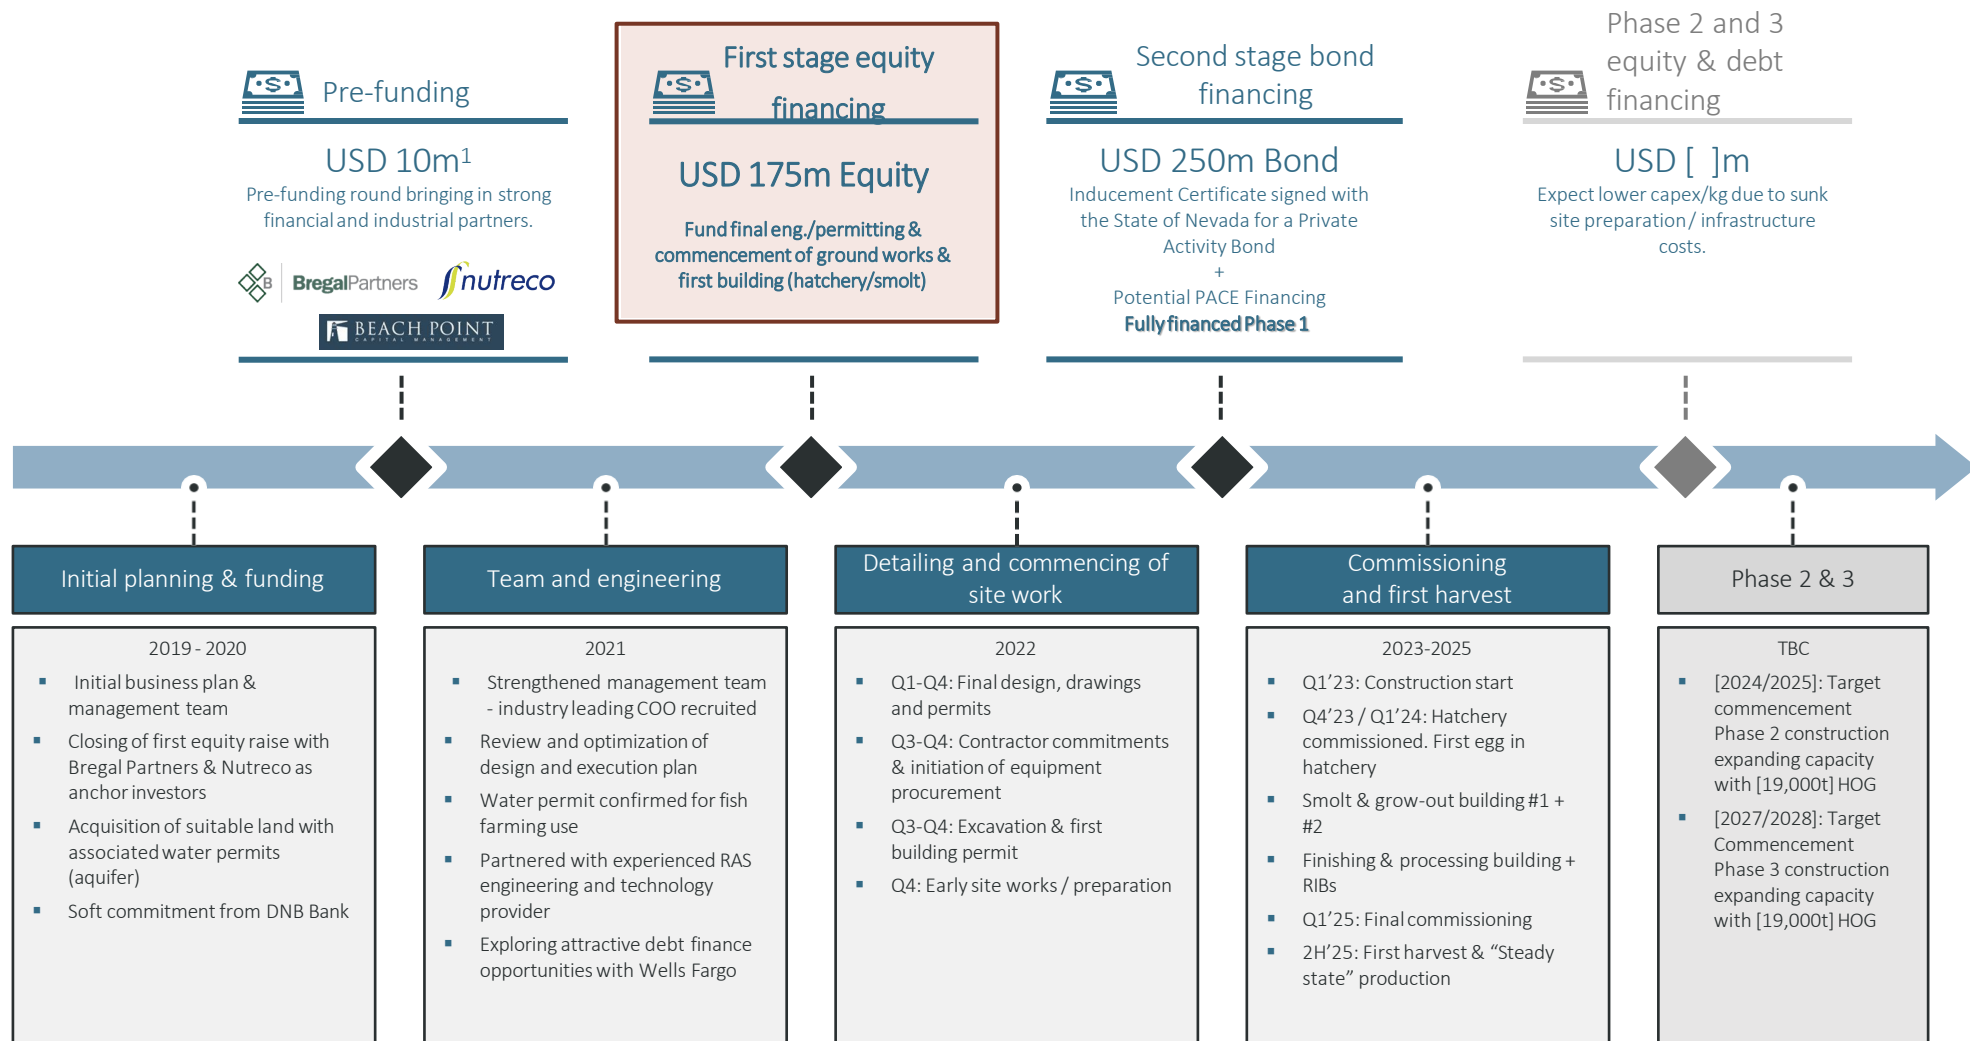 Pre-funding
USD 10m¹
Pre-funding round bringing in strong
financial and industrial partners.
B
BregalPartners
nutreco
BEACH POINT
CAPITAL MANAGEMENT
First stage equity
financing
USD 175m Equity
Fund final eng./permitting &
commencement of ground works &
first building (hatchery/smolt)
Second stage bond
financing
USD 250m Bond
Inducement Certificate signed with
the State of Nevada for a Private
Activity Bond
+
Potential PACE Financing
Fully financed Phase 1
Phase 2 and 3
equity & debt
financing
USD [ ]m
Expect lower capex/kg due to sunk
site preparation / infrastructure
costs.
Initial planning & funding
2019 - 2020
▪ Initial business plan &
management team
▪ Closing of first equity raise with
Bregal Partners & Nutreco as
anchor investors
▪ Acquisition of suitable land with
associated water permits
(aquifer)
▪ Soft commitment from DNB Bank
Team and engineering
2021
▪ Strengthened management team
- industry leading COO recruited
▪ Review and optimization of
design and execution plan
▪ Water permit confirmed for fish
farming use
▪ Partnered with experienced RAS
engineering and technology
provider
▪ Exploring attractive debt finance
opportunities with Wells Fargo
Detailing and commencing of
site work
2022
▪ Q1-Q4: Final design, drawings
and permits
▪ Q3-Q4: Contractor commitments
& initiation of equipment
procurement
▪ Q3-Q4: Excavation & first
building permit
▪ Q4: Early site works / preparation
Commissioning
and first harvest
2023-2025
▪ Q1’23: Construction start
▪ Q4’23 / Q1’24: Hatchery
commissioned. First egg in
hatchery
▪ Smolt & grow-out building #1 +
#2
▪ Finishing & processing building +
RIBs
▪ Q1’25: Final commissioning
▪ 2H’25: First harvest & “Steady
state” production
Phase 2 & 3
TBC
▪ [2024/2025]: Target
commencement
Phase 2 construction
expanding capacity
with [19,000t] HOG
▪ [2027/2028]: Target
Commencement
Phase 3 construction
expanding capacity
with [19,000t] HOG